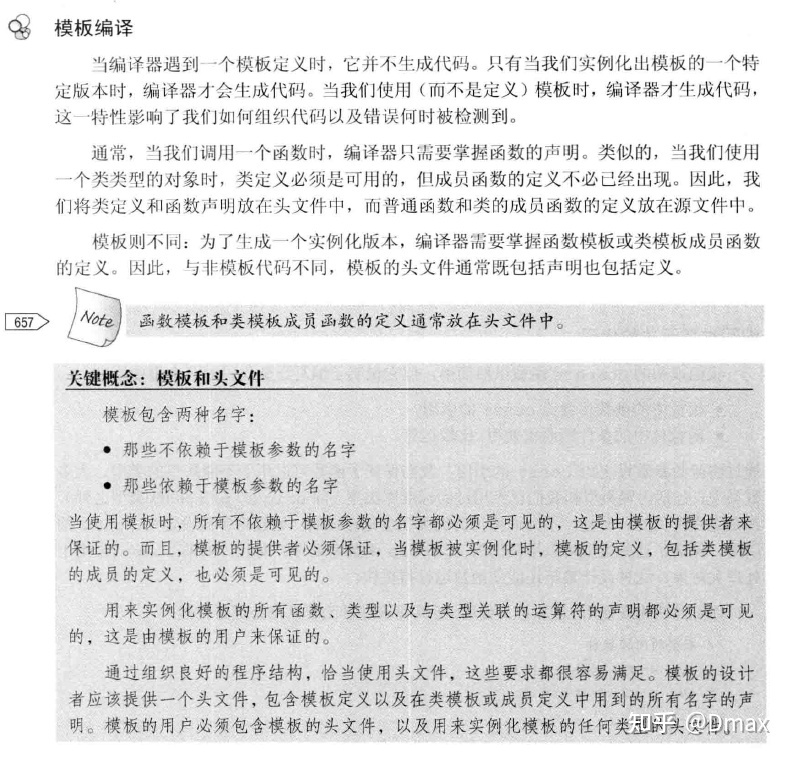 模板编译
当编译器遇到一个模板定义时，它并不生成代码。只有当我们实例化出模板的一个特
定版本时，编译器才会生成代码。当我们使用（而不是定义）模板时，编译器才生成代码，
这一特性影响了我们如何组织代码以及错误何时被检测到。
通常，当我们调用一个函数时，编译器只需要掌握函数的声明。类似的，当我们使用
一个类类型的对象时，类定义必须是可用的，但成员函数的定义不必已经出现。因此，我
们将类定义和函数声明放在头文件中，而普通函数和类的成员函数的定义放在源文件中。
模板则不同：为了生成一个实例化版本，编译器需要掌握函数模板或类模板成员函数
的定义。因此，与非模板代码不同，模板的头文件通常既包括声明也包括定义。
657
Note
函数模板和类模板成员函数的定义通常放在头文件中。
关键概念：模板和头文件
模板包含两种名字：
• 那些不依赖于模板参数的名字
• 那些依赖于模板参数的名字
当使用模板时，所有不依赖于模板参数的名字都必须是可见的，这是由模板的提供者来
保证的。而且，模板的提供者必须保证，当模板被实例化时，模板的定义，包括类模板
的成员的定义，也必须是可见的。
用来实例化模板的所有函数、类型以及与类型关联的运算符的声明都必须是可见
的，这是由模板的用户来保证的。
通过组织良好的程序结构，恰当使用头文件，这些要求都很容易满足。模板的设计
者应该提供一个头文件，包含模板定义以及在类模板或成员定义中用到的所有名字的声
明。模板的用户必须包含模板的头文件，以及用来实例化模板的任何类型的头文件。
知乎 @Dmax